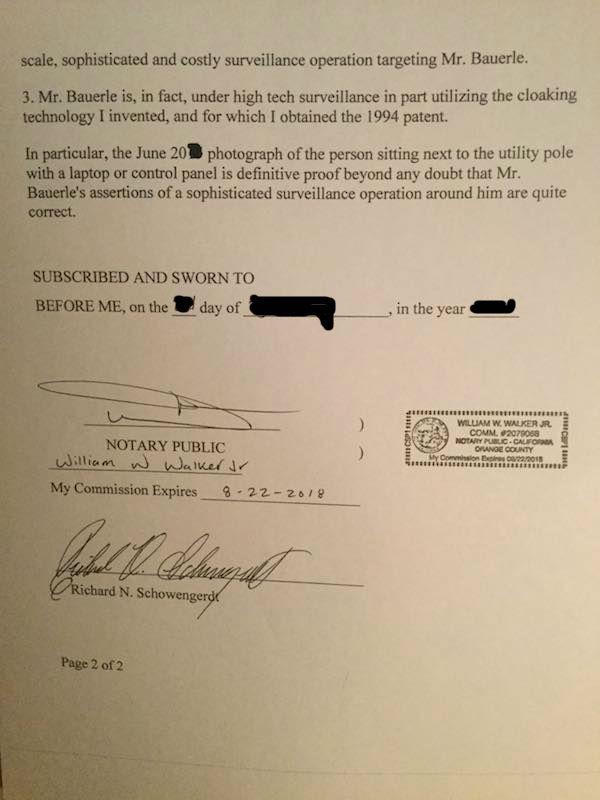 scale, sophisticated and costly surveillance operation targeting Mr. Bauerle.
3. Mr. Bauerle is, in fact, under high tech surveillance in part utilizing the cloaking
technology I invented, and for which I obtained the 1994 patent.
In particular, the June 20 photograph of the person sitting next to the utility pole
with a laptop or control panel is definitive proof beyond any doubt that Mr.
Bauerle's assertions of a sophisticated surveillance operation around him are quite
correct.
SUBSCRIBED AND SWORN TO
BEFORE ME, on the day of , in the year
)
NOTARY PUBLIC
William W Walker Jr )
My Commission Expires 8-22-2018
WILLIAM W. WALKER JR.
COMM. #2079068
NOTARY PUBLIC - CALIFORNIA
ORANGE COUNTY
My Commission Expires 08/22/2018
Richard N. Schowengerdt
Page 2 of 2